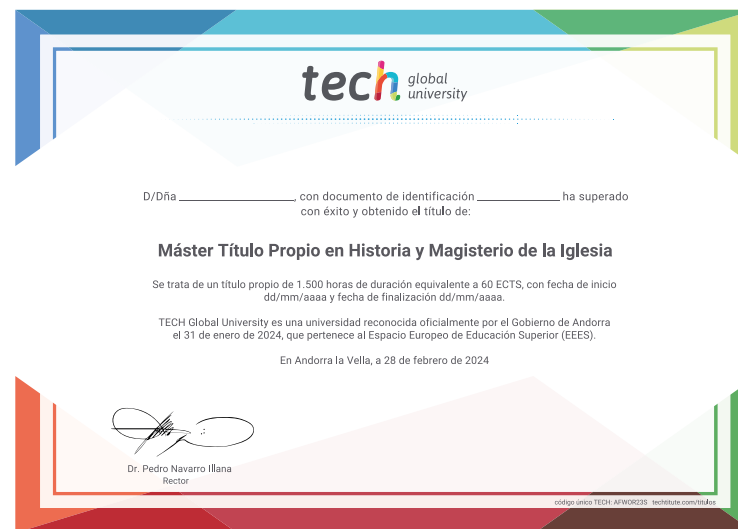 tech global university
D/Dña ____________________, con documento de identificación ______________ ha superado
con éxito y obtenido el título de:
Máster Título Propio en Historia y Magisterio de la Iglesia
Se trata de un título propio de 1.500 horas de duración equivalente a 60 ECTS, con fecha de inicio
dd/mm/aaaa y fecha de finalización dd/mm/aaaa.
TECH Global University es una universidad reconocida oficialmente por el Gobierno de Andorra
el 31 de enero de 2024, que pertenece al Espacio Europeo de Educación Superior (EEES).
En Andorra la Vella, a 28 de febrero de 2024
Dr. Pedro Navarro Illana
Rector
código único TECH: AFWOR23S techtitute.com/titulos